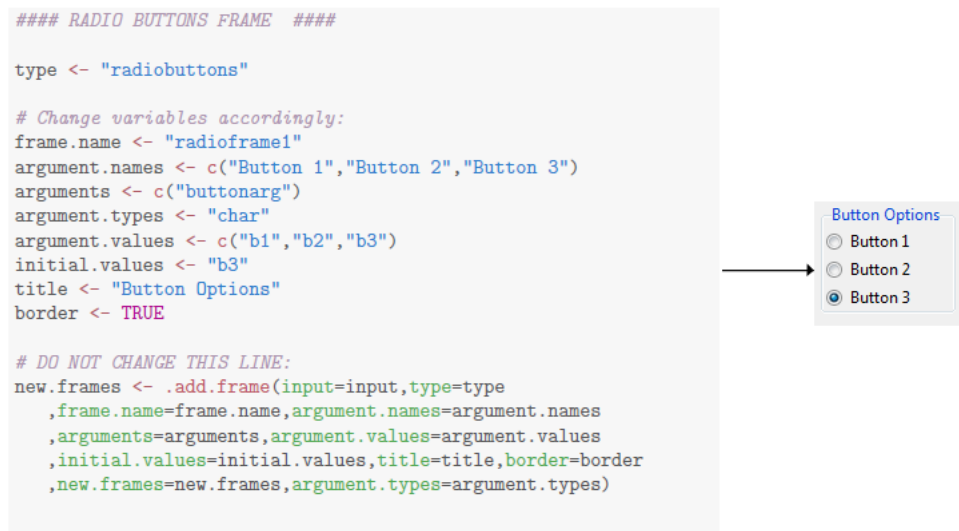 #### RADIO BUTTONS FRAME  ####
type <- "radiobuttons"
# Change variables accordingly:
frame.name <- "radioframe1"
argument.names <- c("Button 1","Button 2","Button 3")
arguments <- c("buttonarg")
argument.types <- "char"
argument.values <- c("b1","b2","b3")
initial.values <- "b3"
title <- "Button Options"
border <- TRUE
# DO NOT CHANGE THIS LINE:
new.frames <- .add.frame(input=input,type=type
,frame.name=frame.name,argument.names=argument.names
,arguments=arguments,argument.values=argument.values
,initial.values=initial.values,title=title,border=border
,new.frames=new.frames,argument.types=argument.types)
Button Options
Button 1
Button 2
Button 3